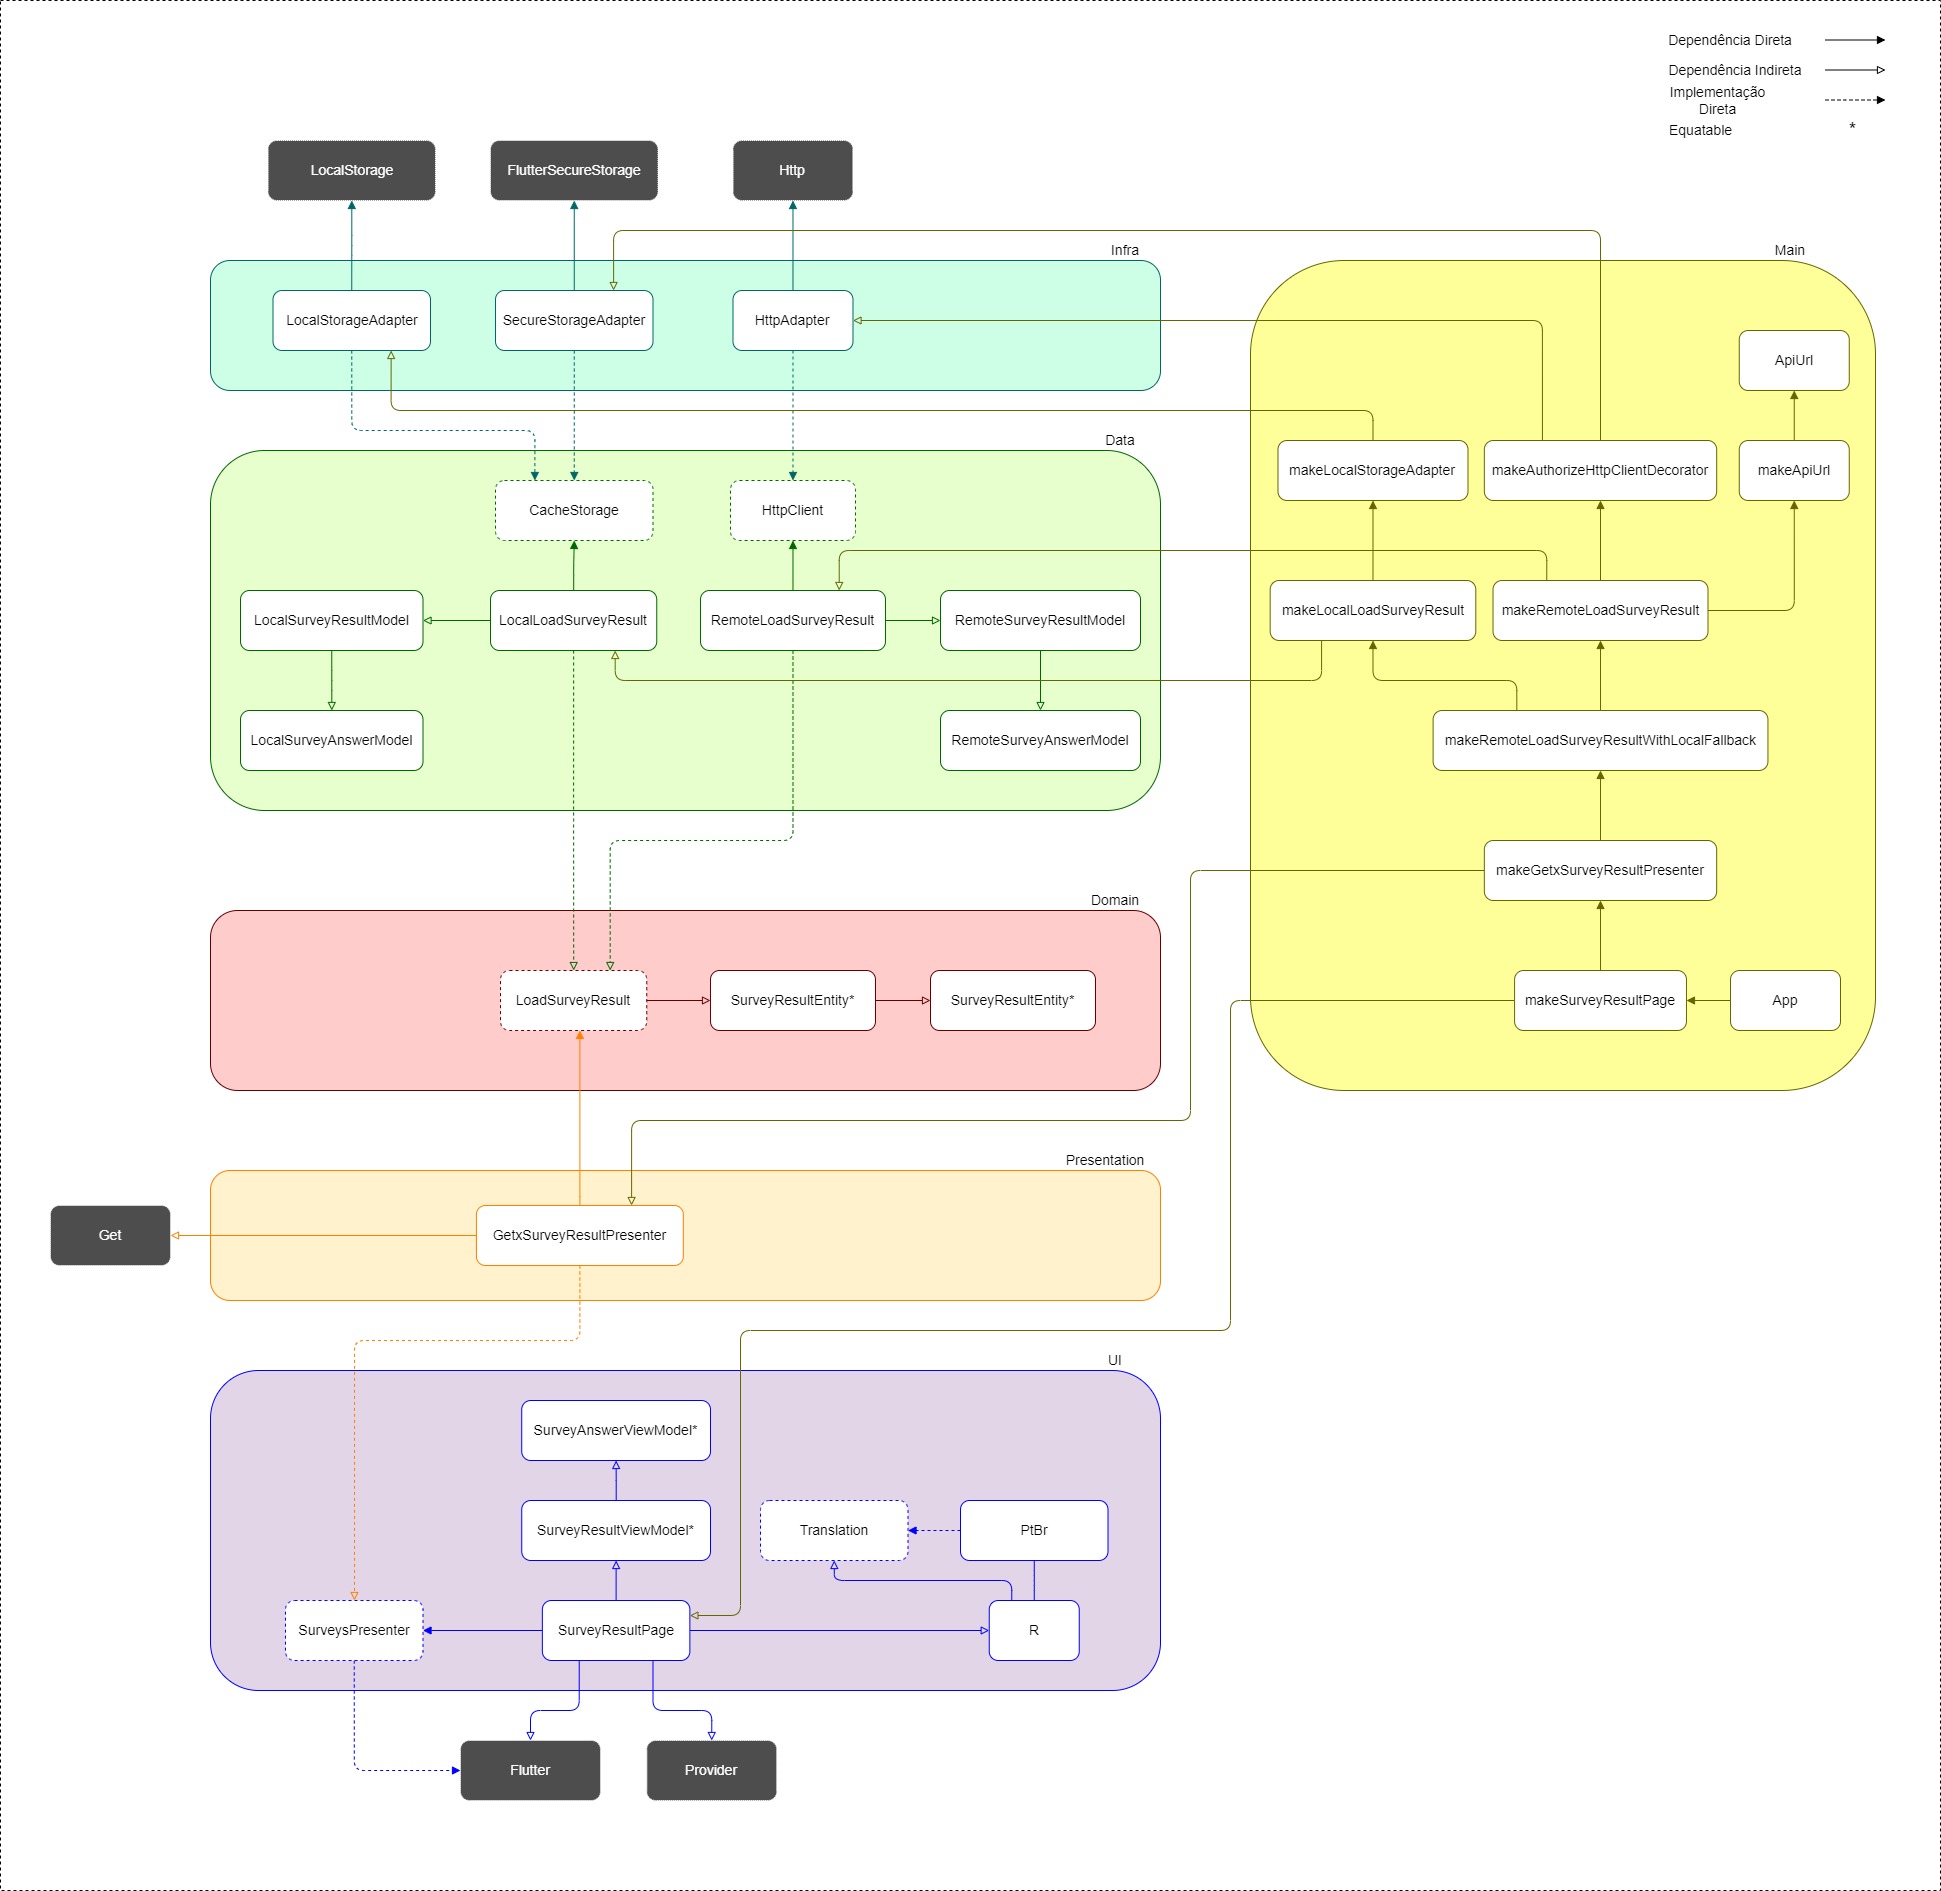 Dependência Direta
Dependência Indireta
Implementação
Direta
Equatable *
LocalStorage
FlutterSecureStorage
Http
Infra
Main
LocalStorageAdapter
SecureStorageAdapter
HttpAdapter
ApiUrl
Data
makeLocalStorageAdapter
makeAuthorizeHttpClientDecorator
makeApiUrl
CacheStorage
HttpClient
LocalSurveyResultModel
LocalLoadSurveyResult
RemoteLoadSurveyResult
RemoteSurveyResultModel
makeLocalLoadSurveyResult
makeRemoteLoadSurveyResult
LocalSurveyAnswerModel
RemoteSurveyAnswerModel
makeRemoteLoadSurveyResultWithLocalFallback
makeGetxSurveyResultPresenter
Domain
LoadSurveyResult
SurveyResultEntity*
SurveyResultEntity*
makeSurveyResultPage
App
Presentation
Get
GetxSurveyResultPresenter
UI
SurveyAnswerViewModel*
SurveyResultViewModel*
Translation
PtBr
SurveysPresenter
SurveyResultPage
R
Flutter
Provider